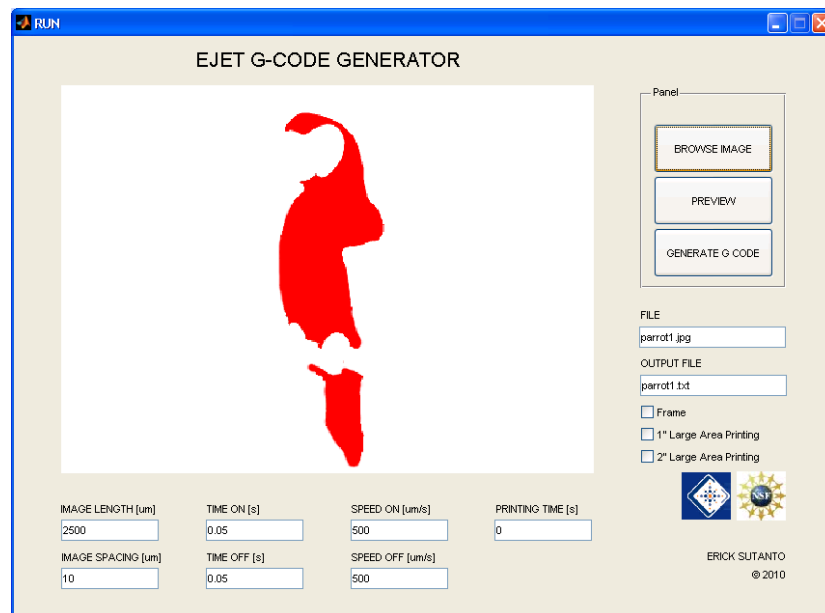 RUN
EJET G-CODE GENERATOR
Panel
BROWSE IMAGE
PREVIEW
GENERATE G CODE
FILE
parrot1.jpg
OUTPUT FILE
parrot1.txt
Frame
1" Large Area Printing
2" Large Area Printing
NSF
IMAGE LENGTH [um] TIME ON [s] SPEED ON [um/s] PRINTING TIME [s]
2500 0.05 500 0
IMAGE SPACING [um] TIME OFF [s] SPEED OFF [um/s]
10 0.05 500
ERICK SUTANTO
© 2010